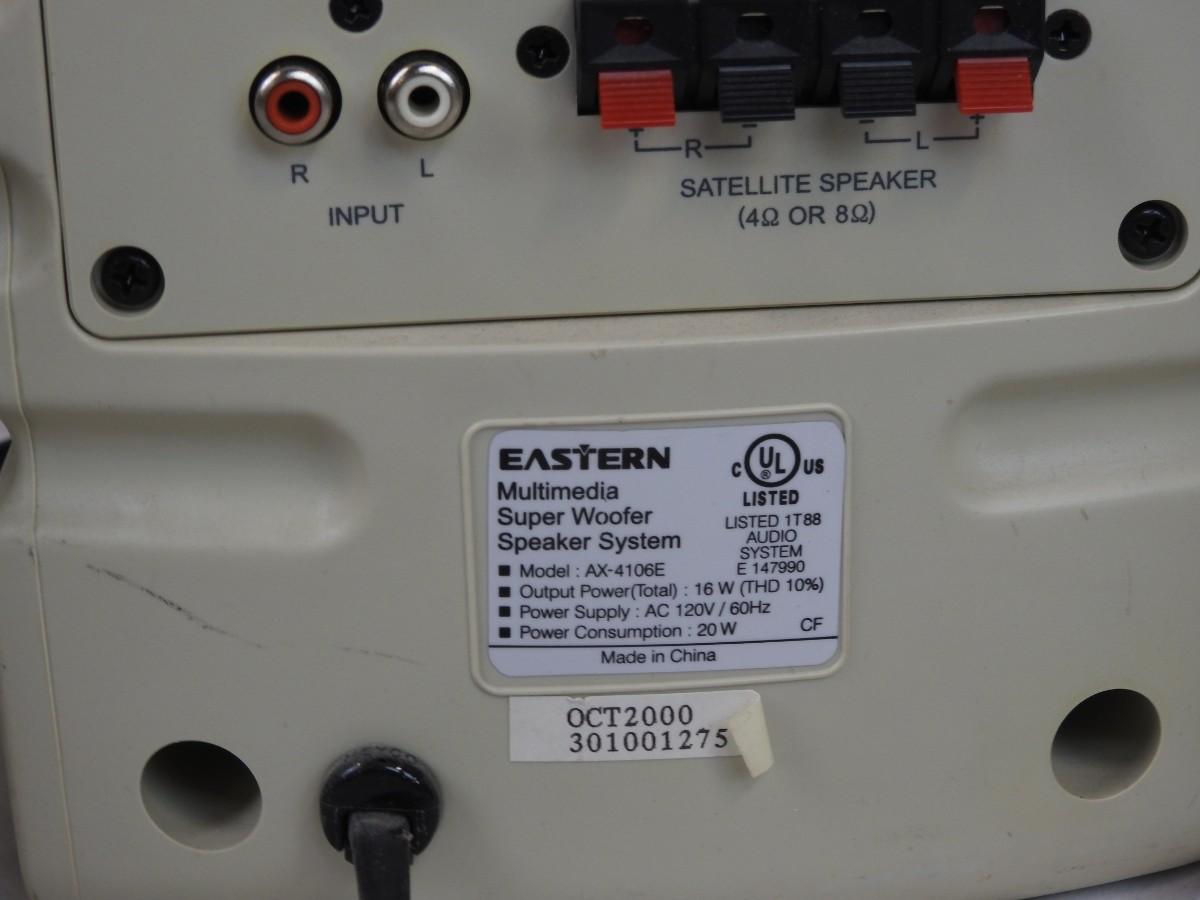 + - - +
R L
R L
SATELLITE SPEAKER
INPUT
(4Ω OR 8Ω)
EASTERN
Multimedia
Super Woofer
Speaker System
C UL ® US
LISTED
LISTED 1T88
AUDIO
SYSTEM
E 147990
■ Model : AX-4106E
■ Output Power(Total) : 16 W (THD 10%)
■ Power Supply : AC 120V / 60Hz
■ Power Consumption : 20 W
CF
Made in China
OCT2000
301001275